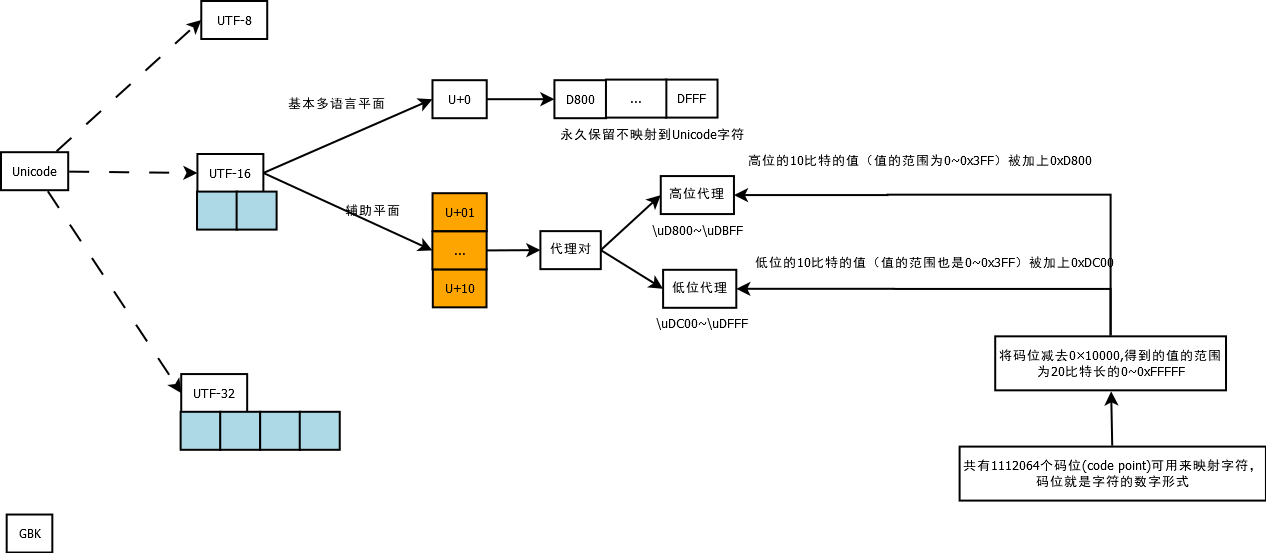 UTF-8
基本多语言平面
U+0
D800
...
DFFF
永久保留不映射到Unicode字符
Unicode
UTF-16
高位的10比特的值（值的范围为0~0x3FF）被加上0xD800
辅助平面
U+01
...
U+10
代理对
高位代理
\uD800~\uDBFF
低位的10比特的值（值的范围也是0~0x3FF）被加上0xDC00
低位代理
\uDC00~\uDFFF
将码位减去0×10000,得到的值的范围
为20比特长的0~0xFFFFF
UTF-32
共有1112064个码位(code point)可用来映射字符，
码位就是字符的数字形式
GBK